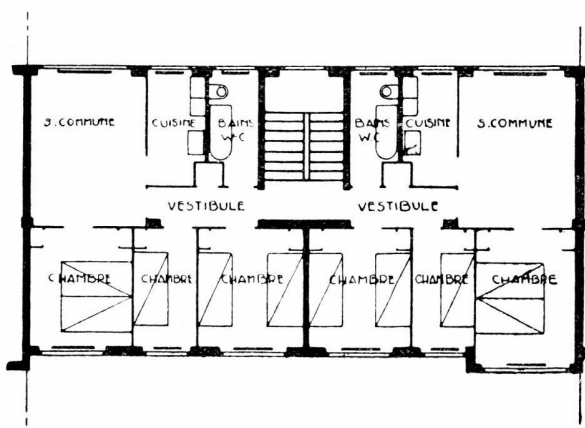 S. COMMUNE
CUISINE
BAINS
W.C
BAINS
W.C
CUISINE
S. COMMUNE
VESTIBULE
VESTIBULE
CHAMBRE
CHAMBRE
CHAMBRE
CHAMBRE
CHAMBRE
CHAMBRE